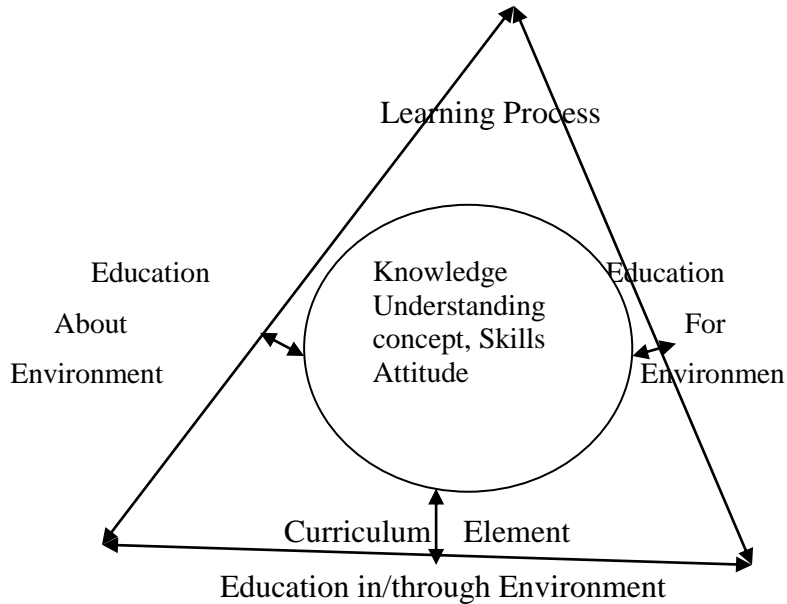 Learning Process
Education
About
Environment
Knowledge
Understanding
concept, Skills
Attitude
Education
For
Environmen
Curriculum Element
Education in/through Environment